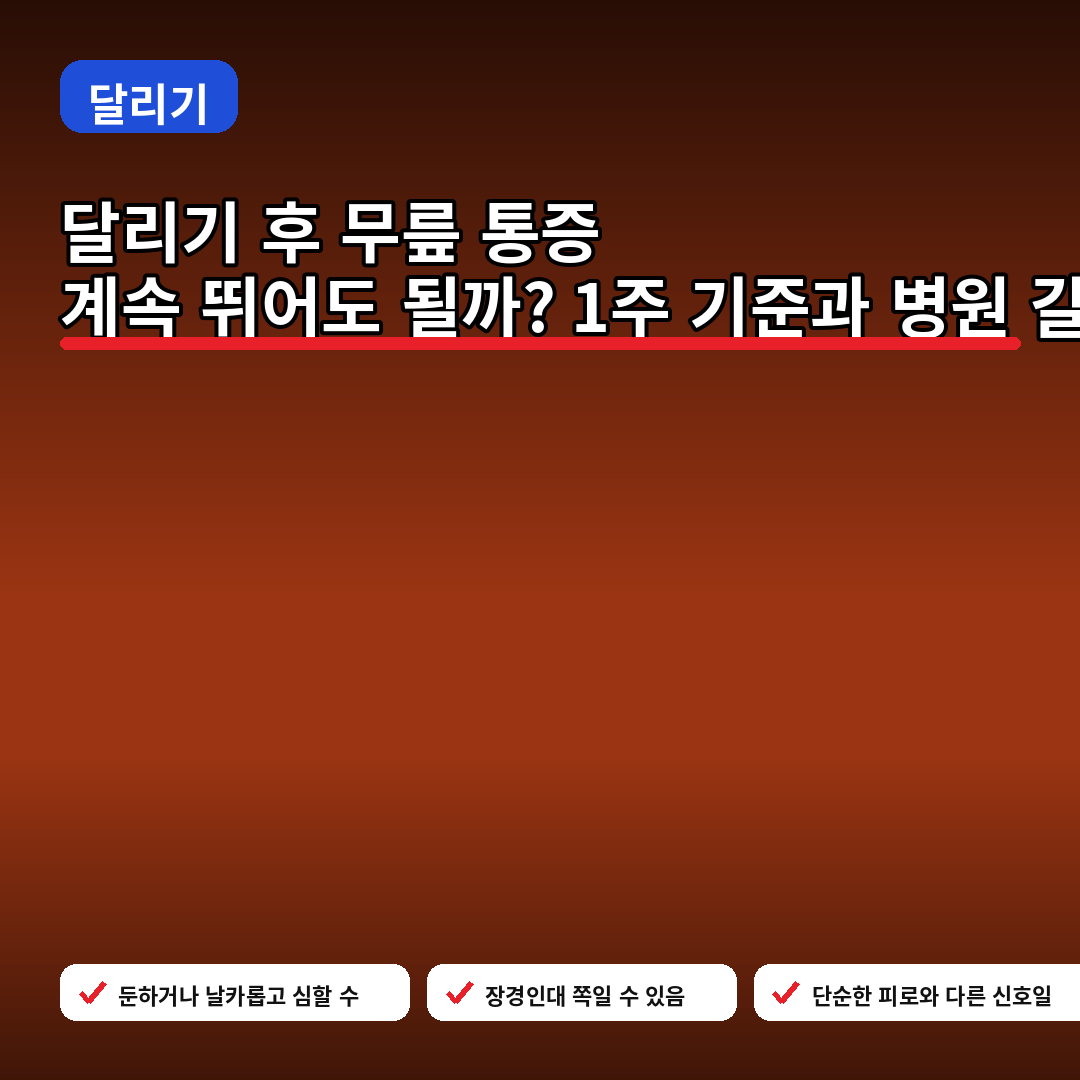 달리기
달리기 후 무릎 통증
계속 뛰어도 될까? 1주 기준과 병원 갈
둔하거나 날카롭고 심할 수
장경인대 쪽일 수 있음
단순한 피로와 다른 신호일